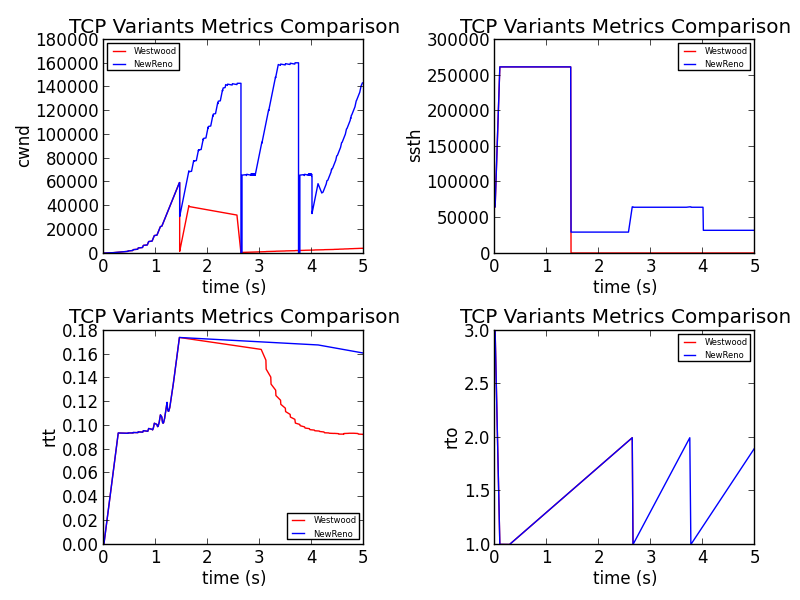 TCP Variants Metrics Comparison
180000
160000
140000
120000
100000
80000
60000
40000
20000
0
cwnd
Westwood
NewReno
0 1 2 3 4 5
time (s)
TCP Variants Metrics Comparison
300000
250000
200000
150000
100000
50000
0
ssth
Westwood
NewReno
0 1 2 3 4 5
time (s)
TCP Variants Metrics Comparison
0.18
0.16
0.14
0.12
0.10
0.08
0.06
0.04
0.02
0.00
rtt
Westwood
NewReno
0 1 2 3 4 5
time (s)
TCP Variants Metrics Comparison
3.0
2.5
2.0
1.5
1.0
rto
Westwood
NewReno
0 1 2 3 4 5
time (s)